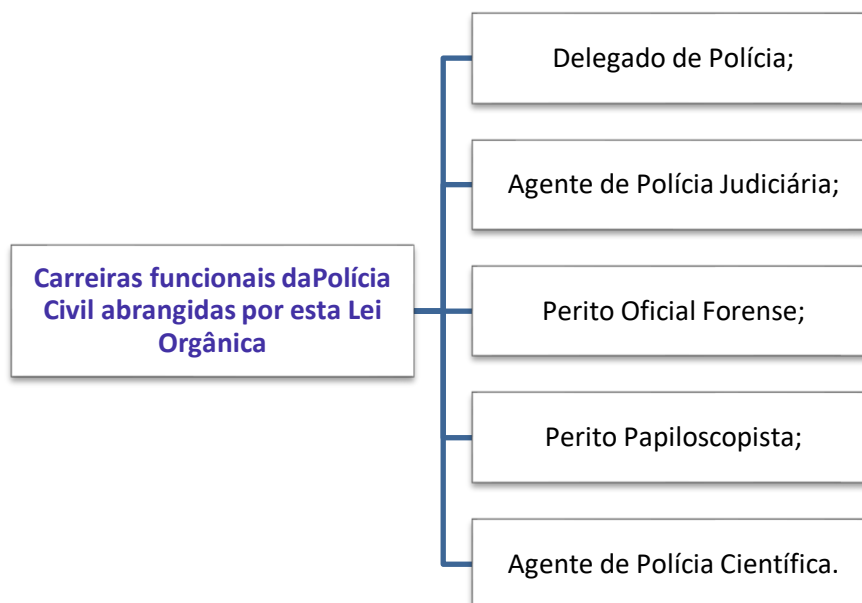 Delegado de Polícia;
Agente de Polícia Judiciária;
Carreiras funcionais daPolícia
Civil abrangidas por esta Lei
Orgânica
Perito Oficial Forense;
Perito Papiloscopista;
Agente de Polícia Científica.